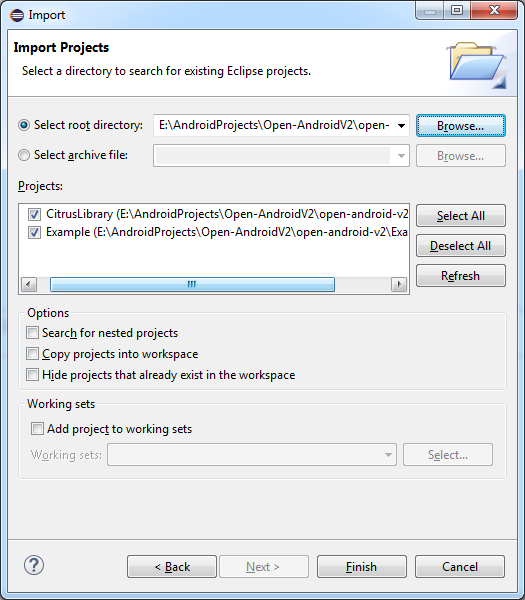 Import
Import Projects
Select a directory to search for existing Eclipse projects.
Select root directory: E:\AndroidProjects\Open-AndroidV2\open- Browse...
Select archive file: Browse...
Projects:
CitrusLibrary (E:\AndroidProjects\Open-AndroidV2\open-android-v2
Example (E:\AndroidProjects\Open-AndroidV2\open-android-v2\Exa
Select All
Deselect All
Refresh
Options
Search for nested projects
Copy projects into workspace
Hide projects that already exist in the workspace
Working sets
Add project to working sets
Working sets: Select...
? < Back Next > Finish Cancel